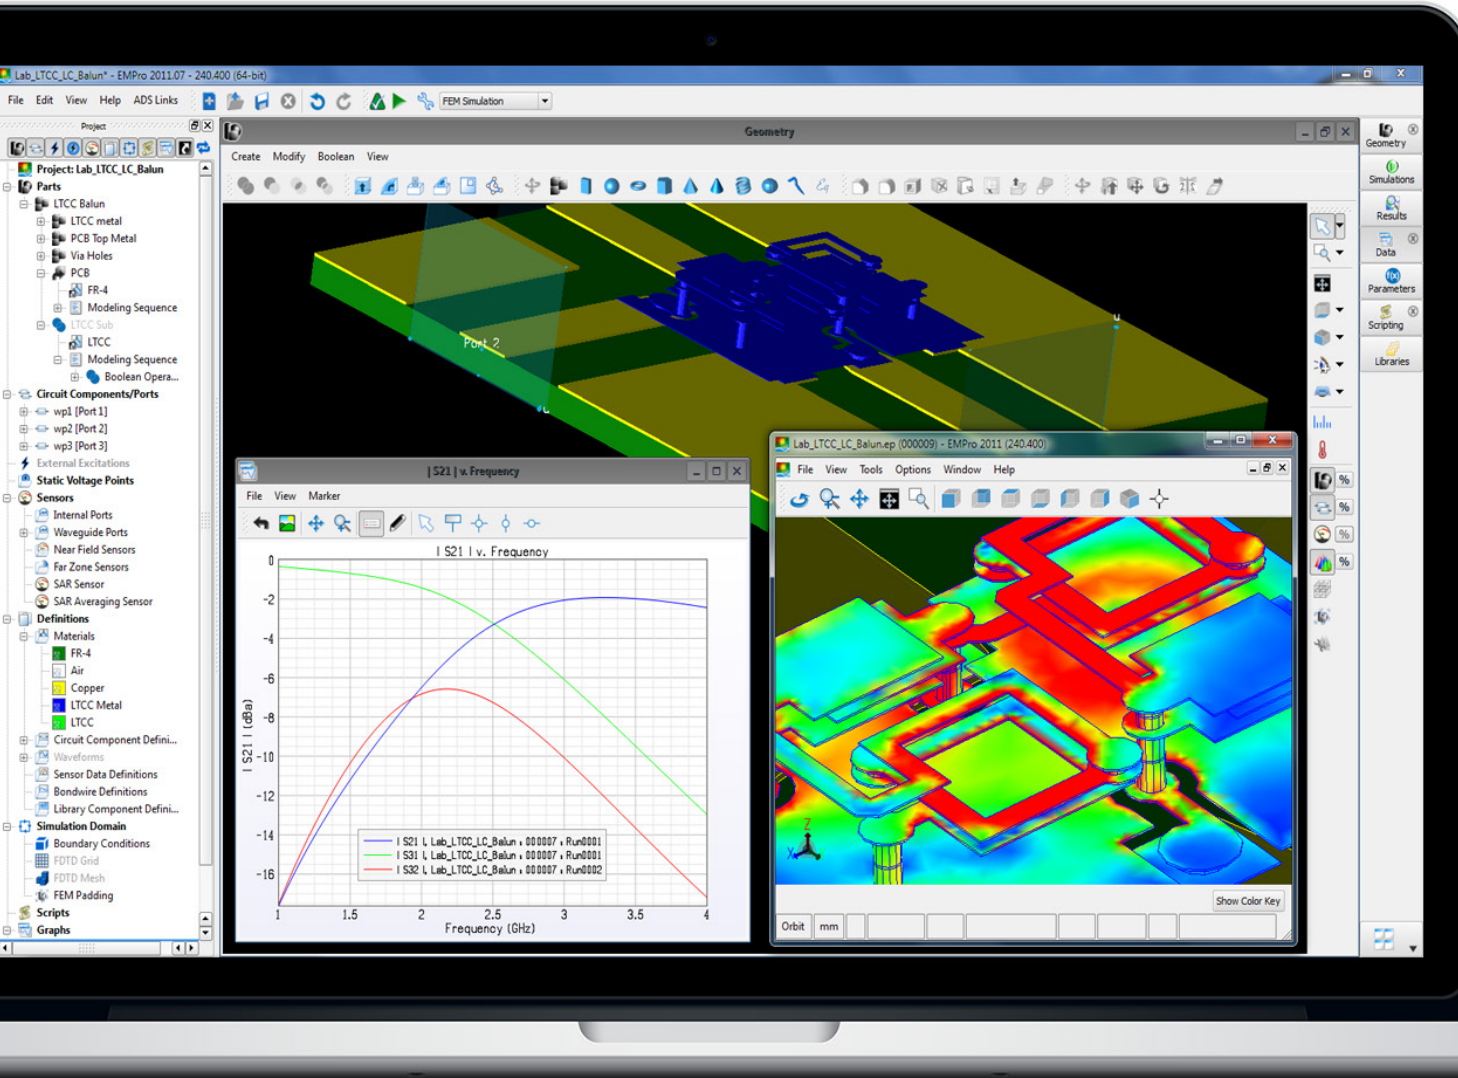 Lab_LTCC_LC_Balun* - EMPro 2011.07 - 240.400 (64-bit)
File Edit View Help ADS Links FEM Simulation
Project
Project: Lab_LTCC_LC_Balun
Parts
LTCC Balun
LTCC metal
PCB Top Metal
Via Holes
PCB
FR-4
Modeling Sequence
LTCC Sub
LTCC
Modeling Sequence
Boolean Opera...
Circuit Components/Ports
wp1 [Port 1]
wp2 [Port 2]
wp3 [Port 3]
External Excitations
Static Voltage Points
Sensors
Internal Ports
Waveguide Ports
Near Field Sensors
Far Zone Sensors
SAR Sensor
SAR Averaging Sensor
Definitions
Materials
FR-4
Air
Copper
LTCC Metal
LTCC
Circuit Component Defini...
Waveforms
Sensor Data Definitions
Bondwire Definitions
Library Component Defini...
Simulation Domain
Boundary Conditions
FDTD Grid
FDTD Mesh
FEM Padding
Scripts
Graphs
Geometry
Create Modify Boolean View
Port 2
u
u
| S21 | v. Frequency
File View Marker
| S21 | v. Frequency
0
-2
-4
-6
-8
-10
-12
-14
-16
| S21 | (dBa)
| S21 |, Lab_LTCC_LC_Balun : 000007 : Run0001
| S31 |, Lab_LTCC_LC_Balun : 000007 : Run0001
| S32 |, Lab_LTCC_LC_Balun : 000007 : Run0002
1 1.5 2 2.5 3 3.5 4
Frequency (GHz)
Lab_LTCC_LC_Balun.ep (000009) - EMPro 2011 (240.400)
File View Tools Options Window Help
Z
X
Show Color Key
Orbit mm
Geometry
Simulations
Results
Data
f(x)
Parameters
Scripting
Libraries
%
%
%
%